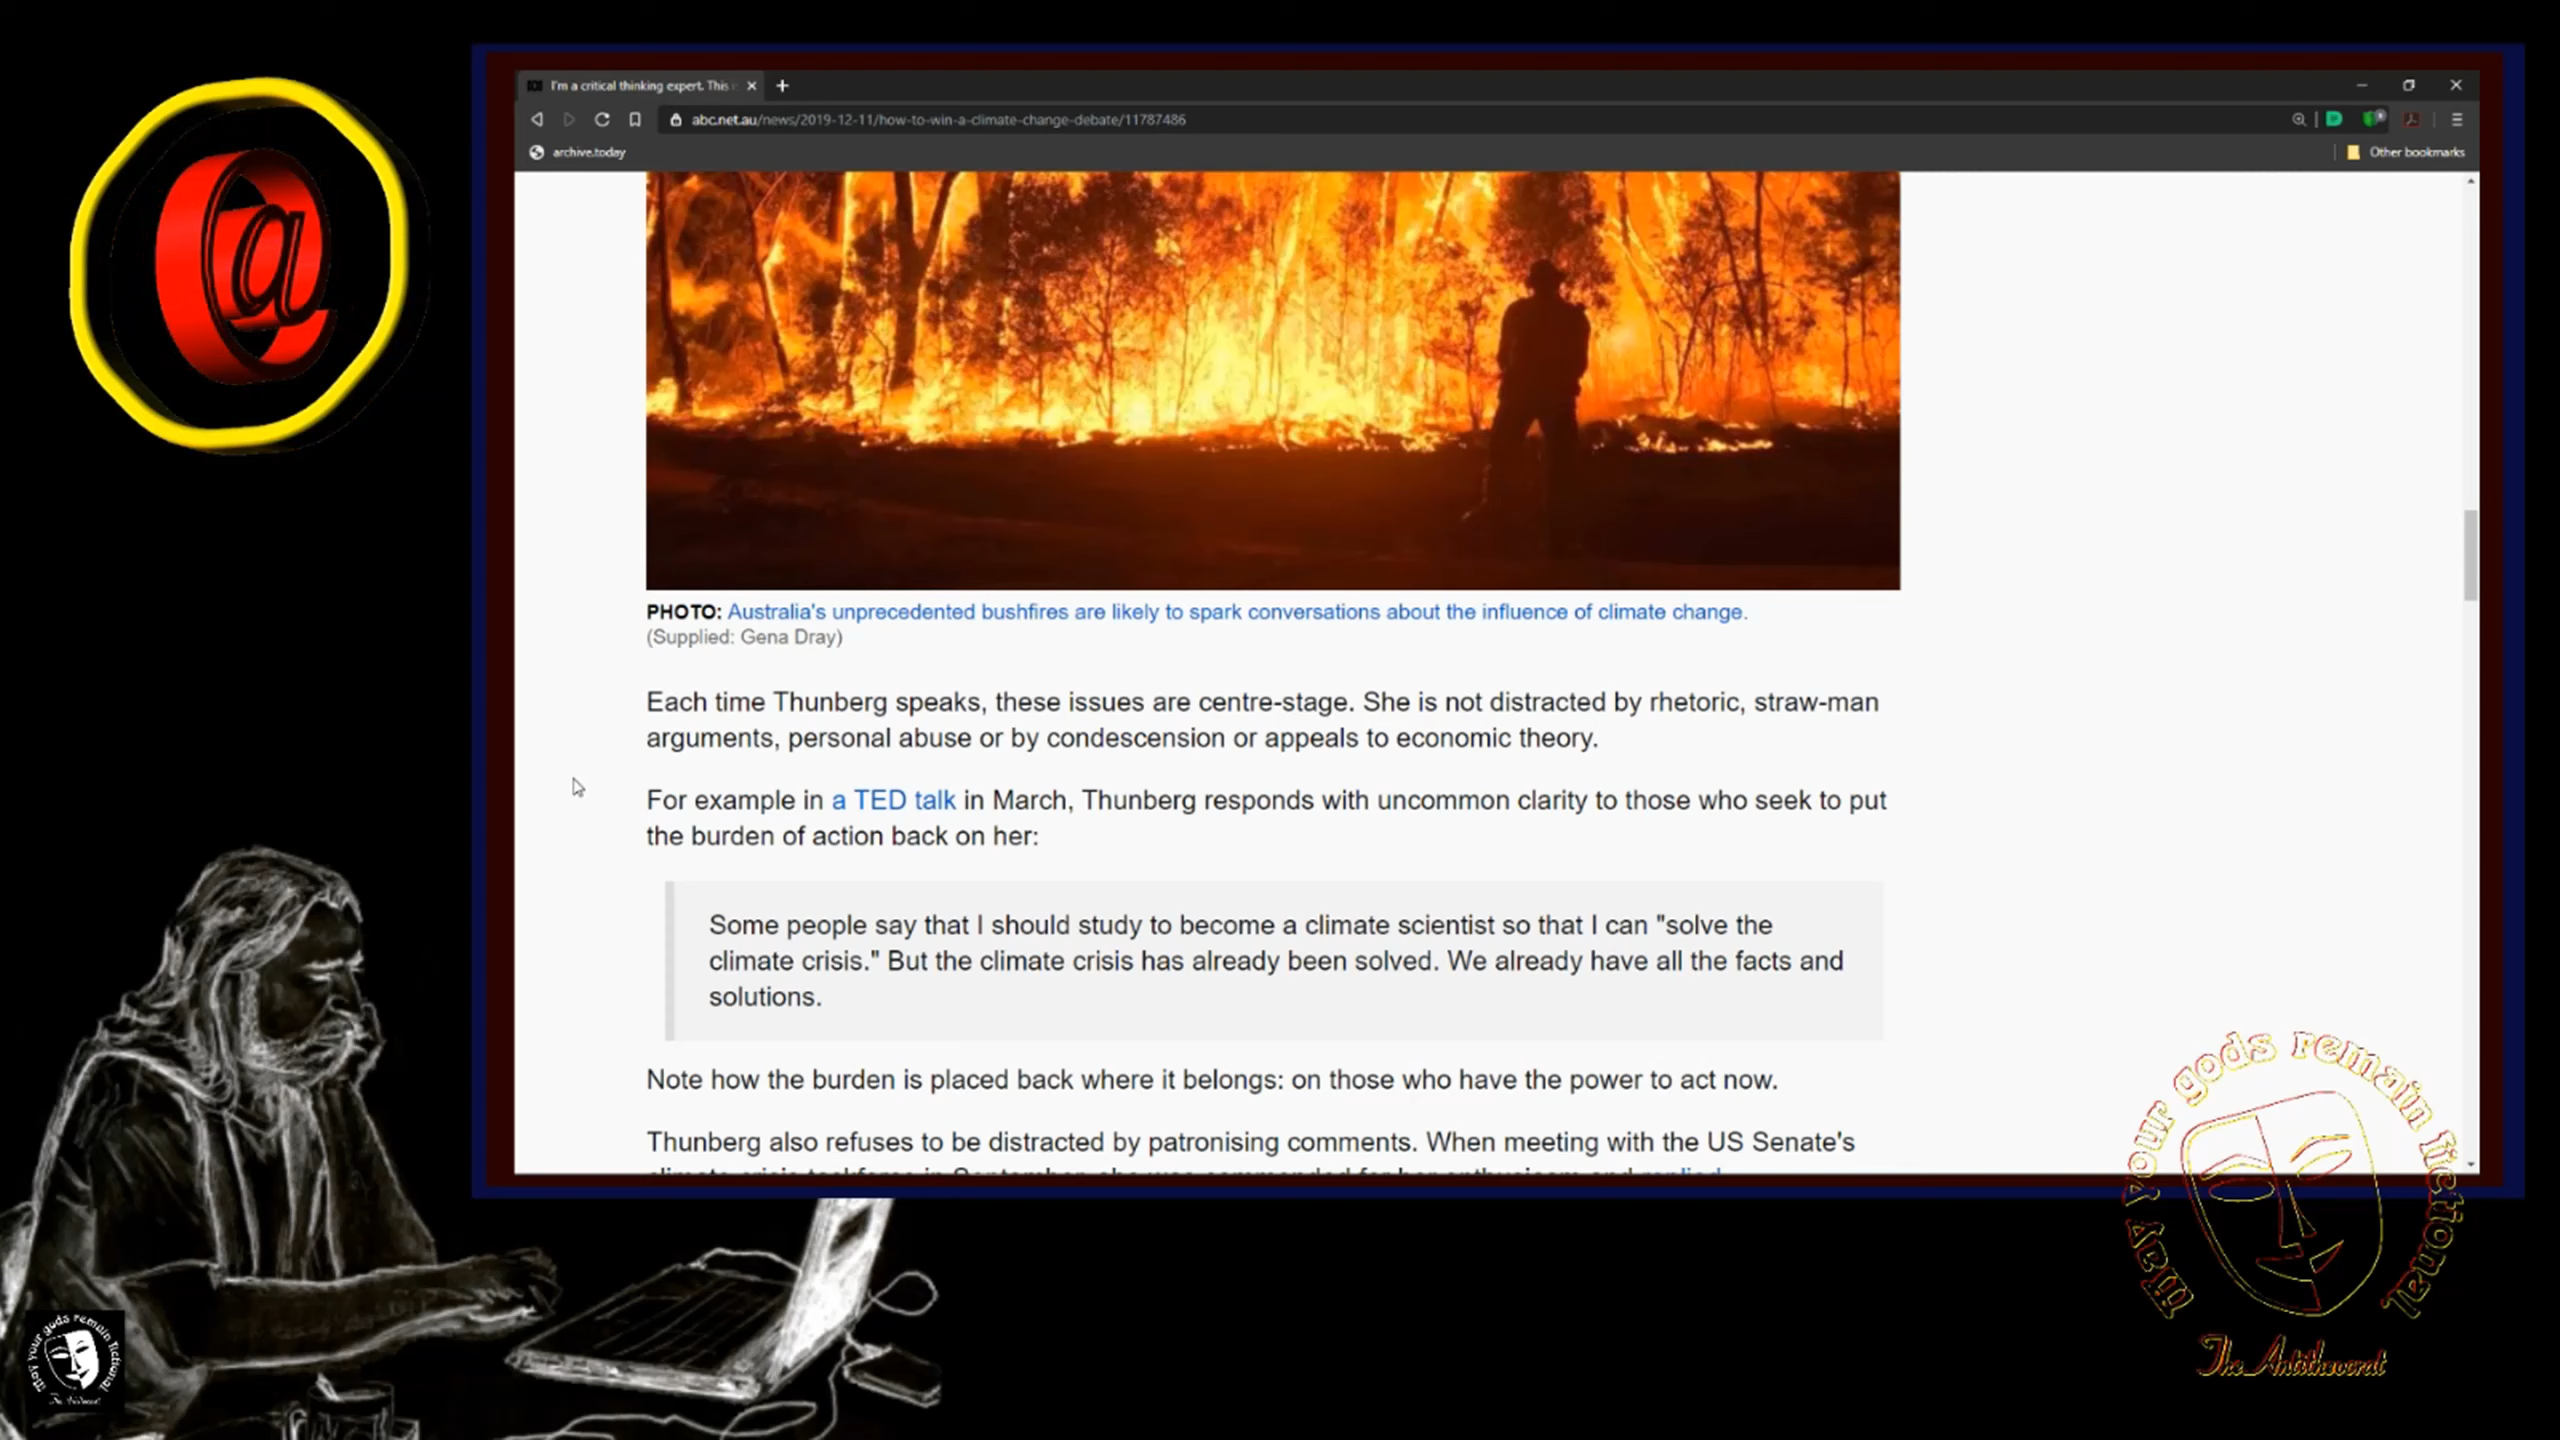 I'm a critical thinking expert. This
abc.net.au/news/2019-12-11/how-to-win-a-climate-change-debate/11787486
archive.today
Other bookmarks
@
PHOTO: Australia's unprecedented bushfires are likely to spark conversations about the influence of climate change.
(Supplied: Gena Dray)
Each time Thunberg speaks, these issues are centre-stage. She is not distracted by rhetoric, straw-man
arguments, personal abuse or by condescension or appeals to economic theory.
For example in a TED talk in March, Thunberg responds with uncommon clarity to those who seek to put
the burden of action back on her:
Some people say that I should study to become a climate scientist so that I can "solve the
climate crisis." But the climate crisis has already been solved. We already have all the facts and
solutions.
Note how the burden is placed back where it belongs: on those who have the power to act now.
Thunberg also refuses to be distracted by patronising comments. When meeting with the US Senate's
May your gods remain fictional
The Antitheocrat
May your gods remain fictional